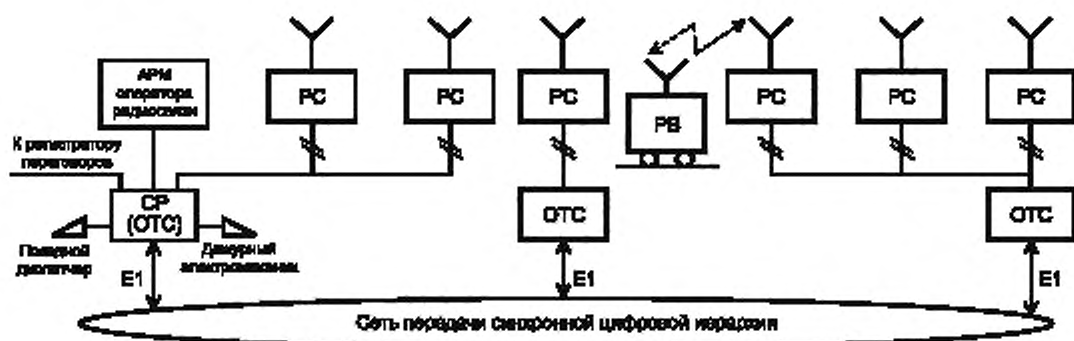 АРМ
оператора
радиосвязи
РС
РС
РС
РВ
РС
РС
РС
К регистратору
переговоров
СР
(ОТС)
ОТС
ОТС
Поездной
диспетчер
Дежурный
электромеханик
Е1
Е1
Е1
Сеть передачи синхронной цифровой иерархии